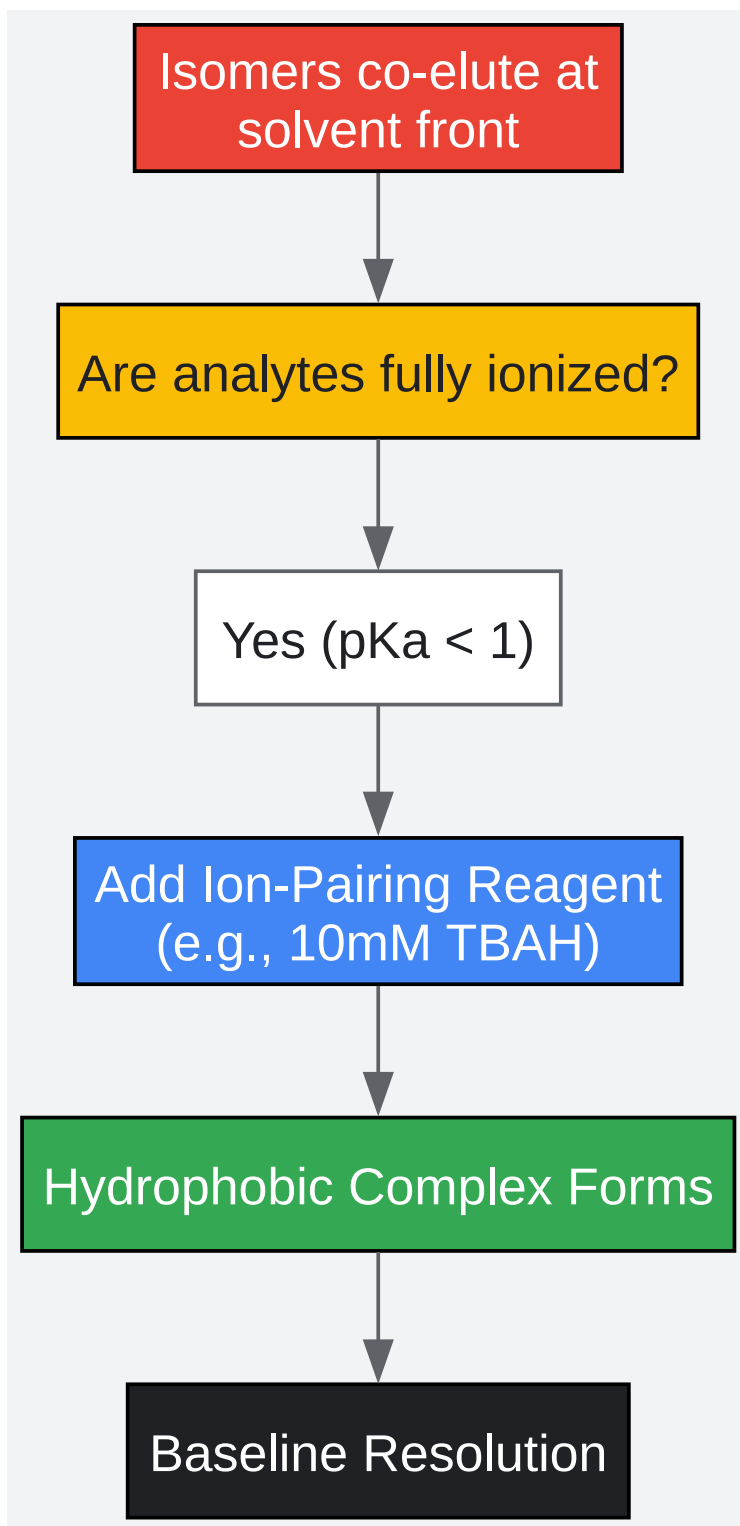 Isomers co-elute at
solvent front
Are analytes fully ionized?
Yes (pKa < 1)
Add Ion-Pairing Reagent
(e.g., 10mM TBAH)
Hydrophobic Complex Forms
Baseline Resolution